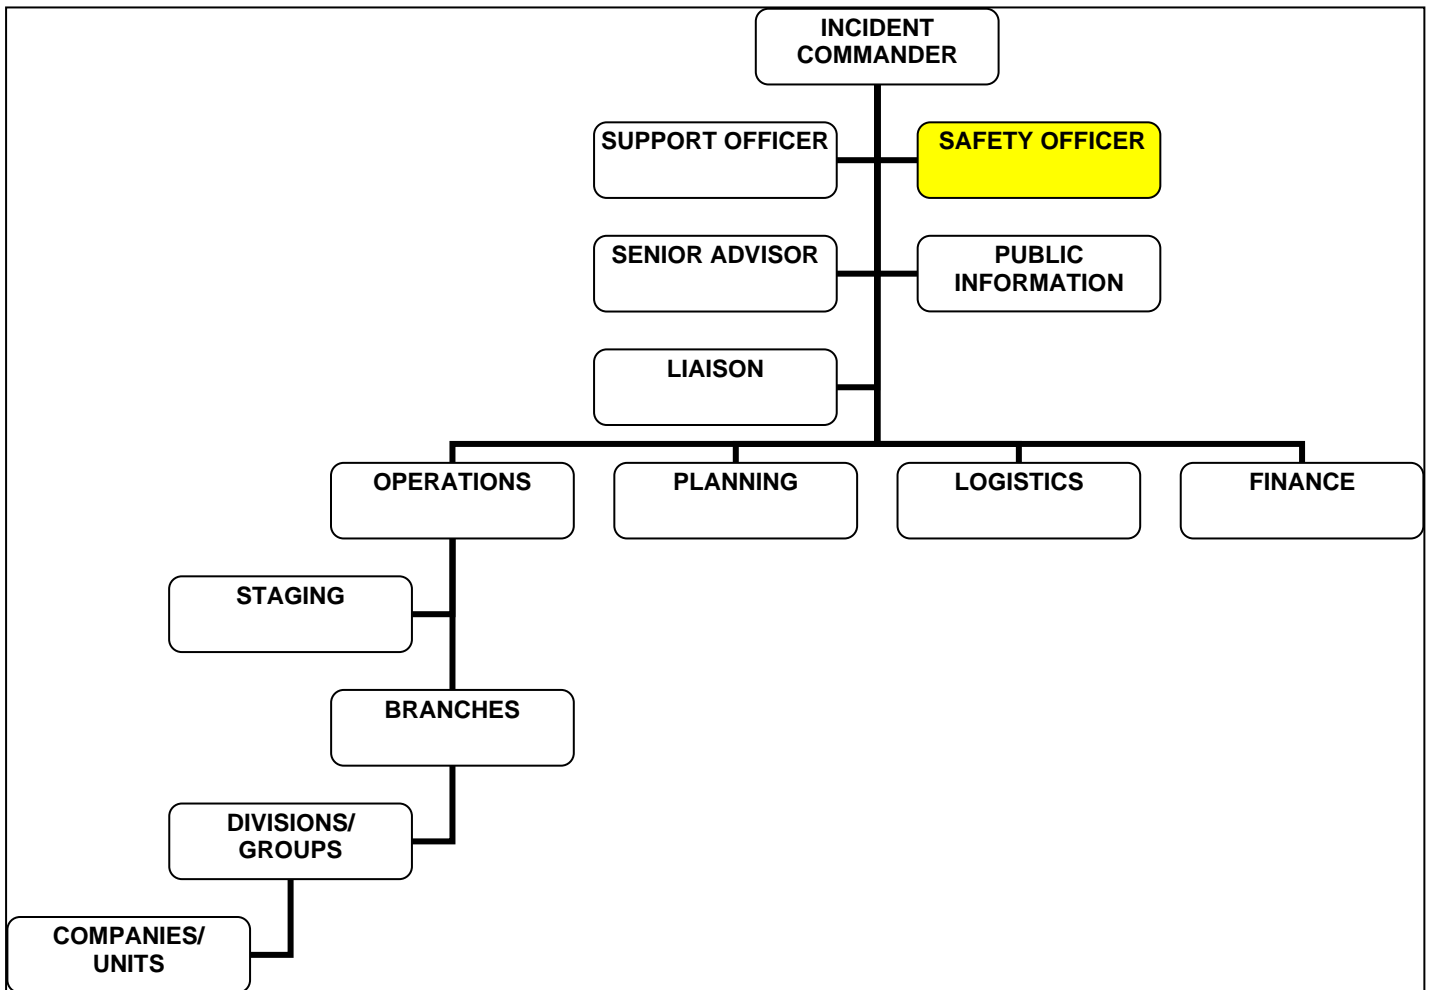 INCIDENT
COMMANDER
SUPPORT OFFICER
SAFETY OFFICER
SENIOR ADVISOR
PUBLIC
INFORMATION
LIAISON
OPERATIONS
PLANNING
LOGISTICS
FINANCE
STAGING
BRANCHES
DIVISIONS/
GROUPS
COMPANIES/
UNITS